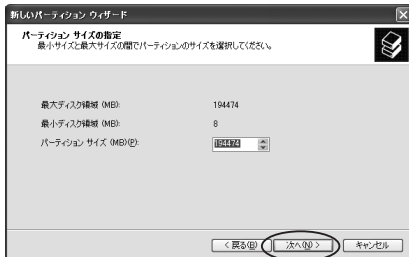 新しいパーティション ウィザード
パーティション サイズの指定
最小サイズと最大サイズの間でパーティションのサイズを選択してください。
最大ディスク領域 (MB): 194474
最小ディスク領域 (MB): 8
パーティション サイズ (MB)(P): 194474
< 戻る(B) 次へ(N) > キャンセル